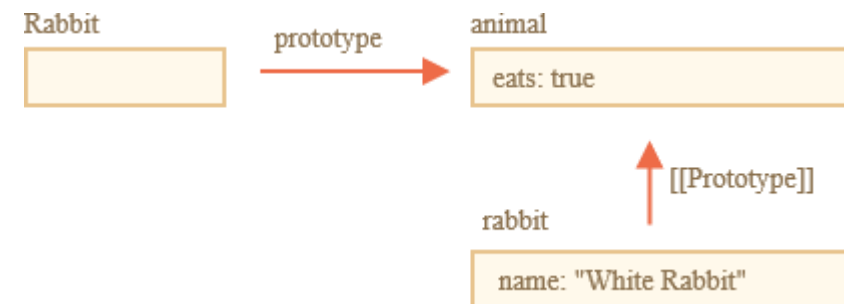 Rabbit
prototype
animal
eats: true
[[Prototype]]
rabbit
name: "White Rabbit"